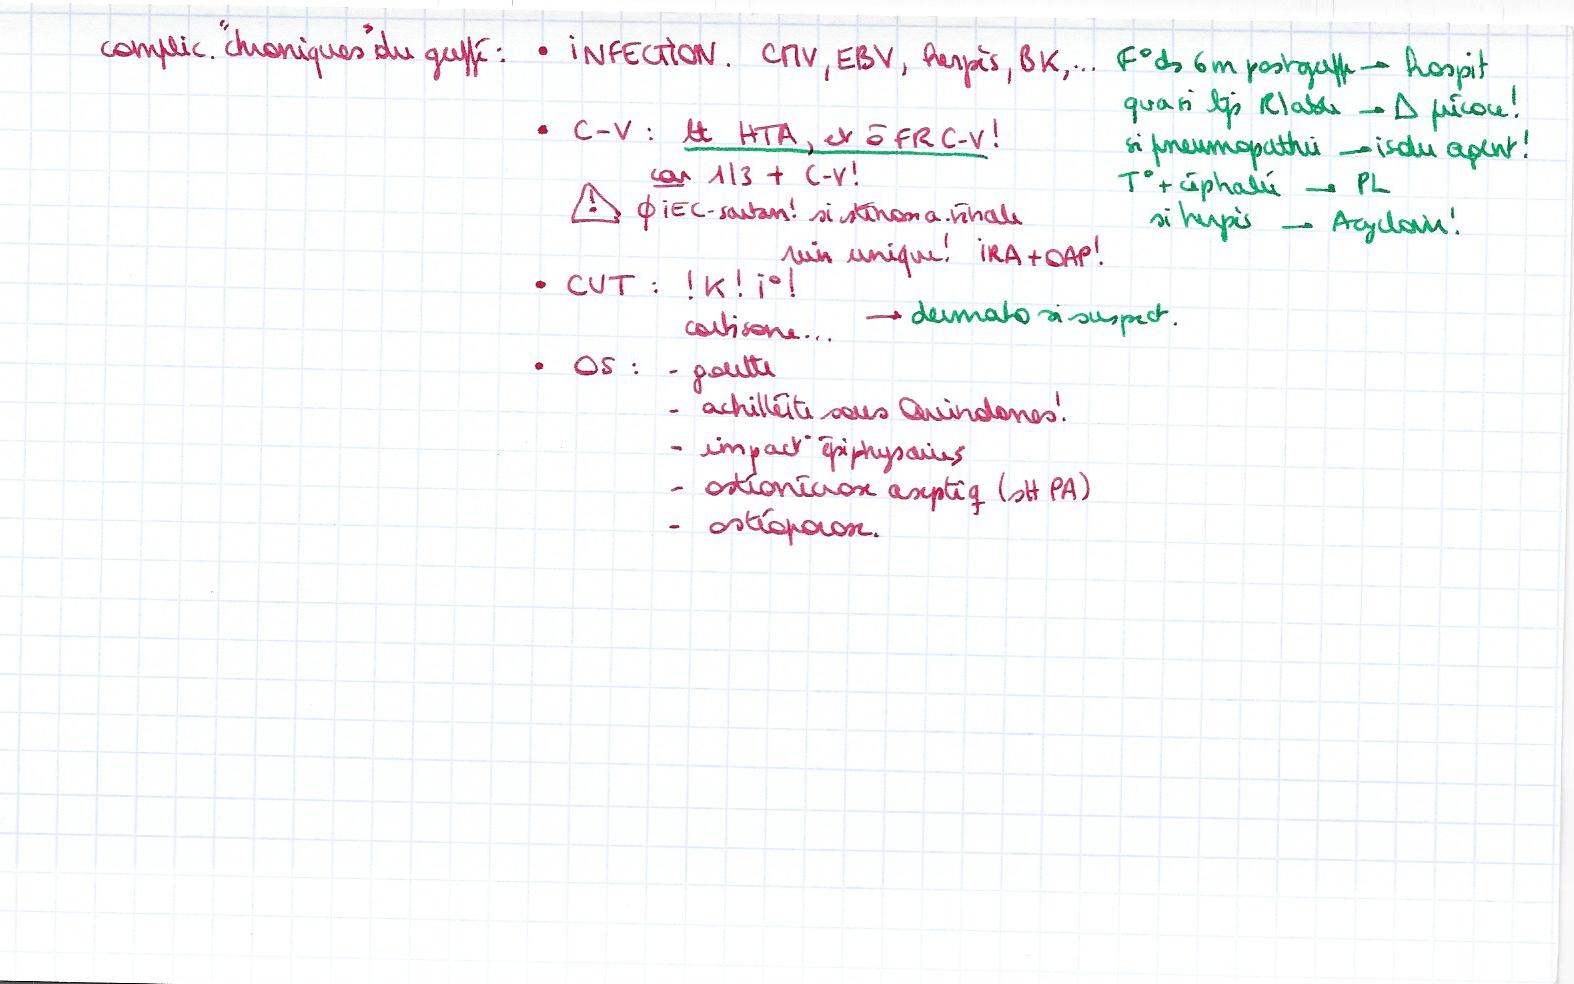 complic. "chroniques" du greffé : • iNFECTiON. CMV, EBV, herpès, BK,...
F° ds 6m postgreffe → hospit
quasi tjs R'able → Δ précoce!
si pneumopathie → isoler agent!
T° + céphalée → PL
si herpès → Acyclovir!
• C-V : tt HTA, et ō FR C-V!
car 1/3 + C-V!
⚠ ϕ iEC-sartan! si sténose a. rénale
rein unique! iRA + OAP!
• CUT : !K! i°!
cortisone... → dermato si suspect.
• OS : - goutte
- achilléite sous Quinolones!
- impact° épiphysaires
- ostéonécrose aseptiq (stt PA)
- ostéoporose.